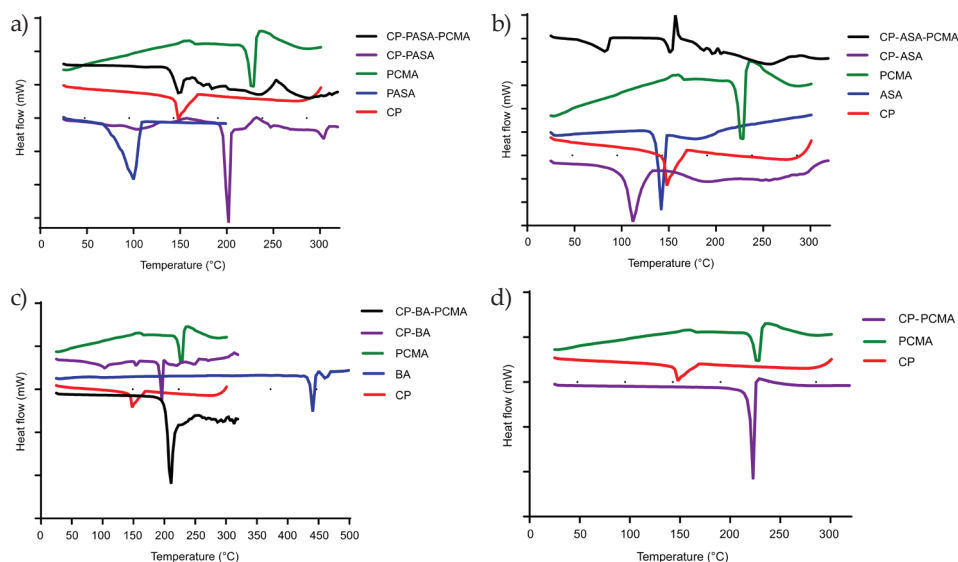 a)
Heat flow (mW)
CP-PASA-PCMA
CP-PASA
PCMA
PASA
CP
0 50 100 150 200 250 300
Temperature (°C)
b)
Heat flow (mW)
CP-ASA-PCMA
CP-ASA
PCMA
ASA
CP
0 50 100 150 200 250 300
Temperature (°C)
c)
Heat flow (mW)
CP-BA-PCMA
CP-BA
PCMA
BA
CP
0 50 100 150 200 250 300 350 400 450 500
Temperature (°C)
d)
Heat flow (mW)
CP-PCMA
PCMA
CP
0 50 100 150 200 250 300
Temperature (°C)